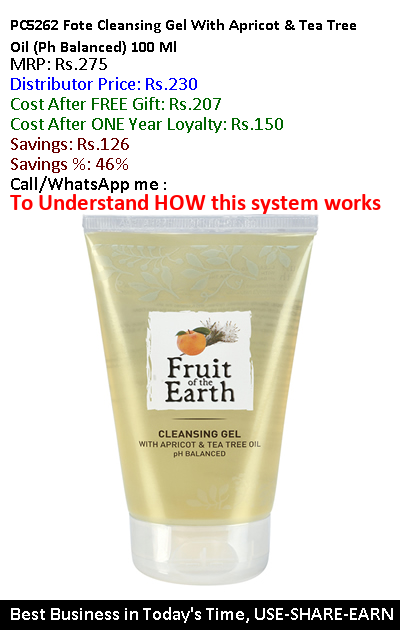 PC5262 Fote Cleansing Gel With Apricot & Tea Tree
Oil (Ph Balanced) 100 Ml
MRP: Rs.275
Distributor Price: Rs.230
Cost After FREE Gift: Rs.207
Cost After ONE Year Loyalty: Rs.150
Savings: Rs.126
Savings %: 46%
Call/WhatsApp me :
To Understand HOW this system works
Fruit
of the
Earth
CLEANSING GEL
WITH APRICOT & TEA TREE OIL
pH BALANCED
Best Business in Today's Time, USE-SHARE-EARN